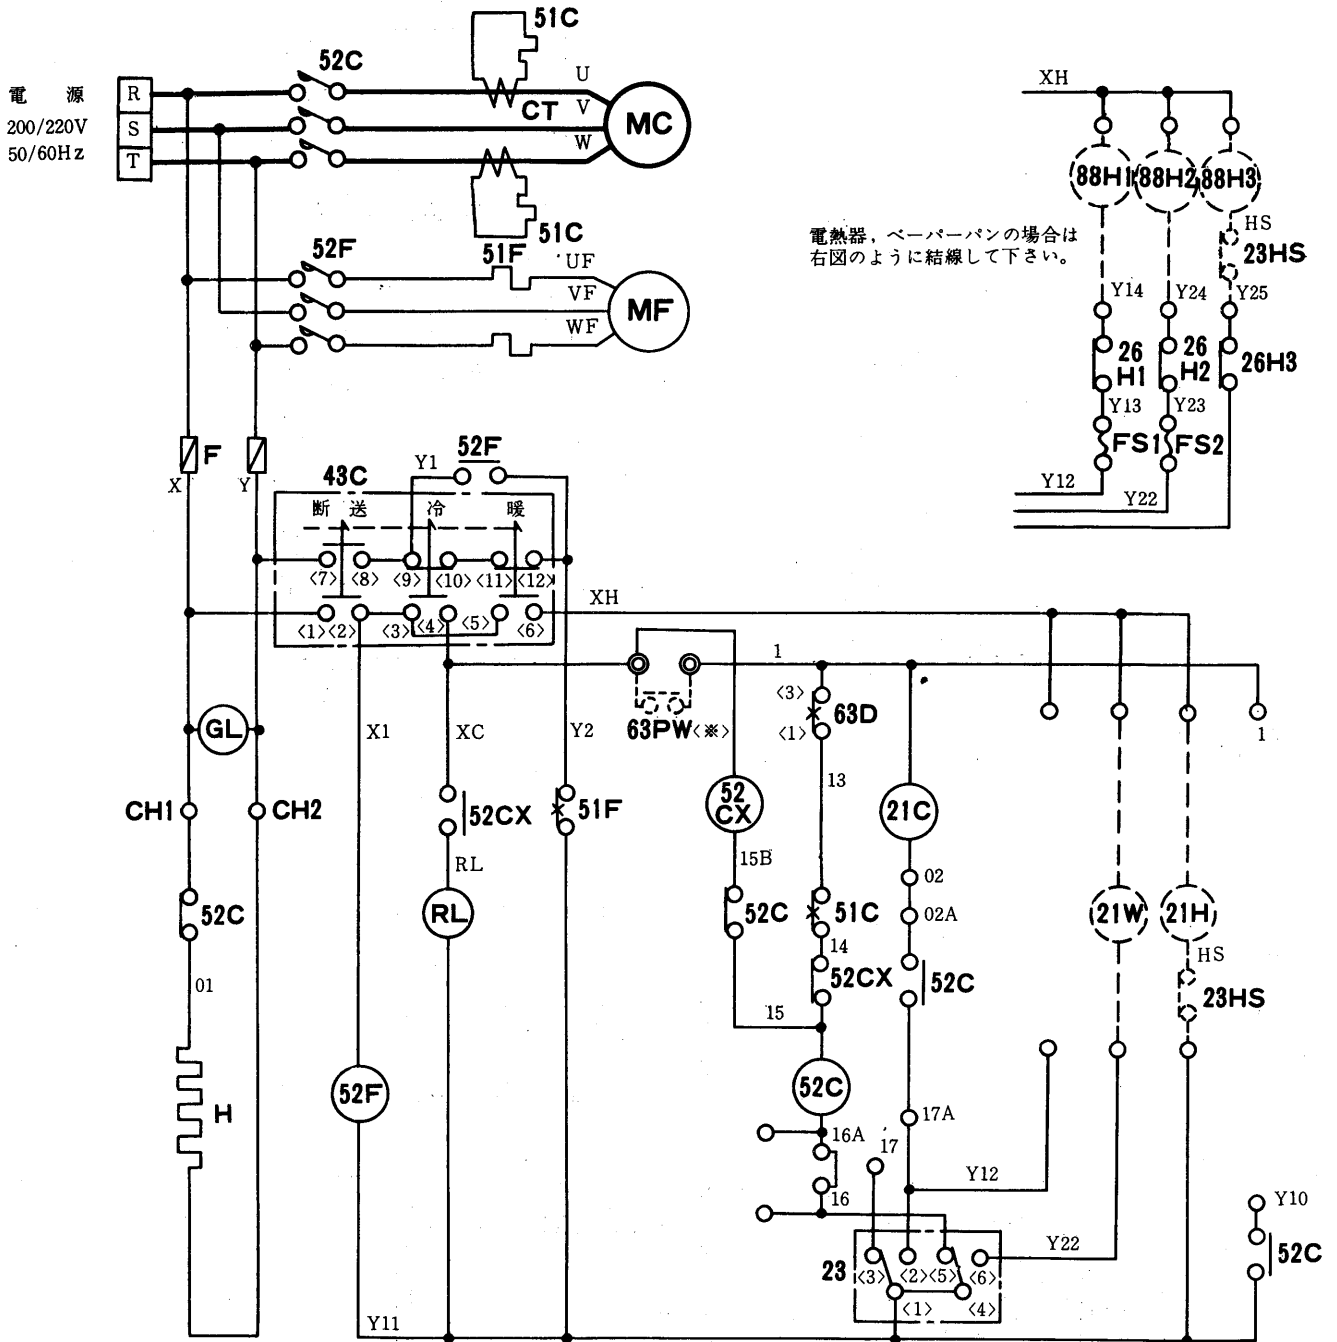 51C
52C
電源
R
U
XH
200/220V
S
CT
V
MC
50/60Hz
T
W
88H1
88H2
88H3
51C
電熱器，ベーパーパンの場合は
右図のように結線して下さい。
HS
23HS
52F
51F
UF
VF
WF
MF
Y14
Y24
Y25
26
H1
26
H2
26H3
Y13
Y23
F
X
Y
Y1
52F
FS1
FS2
43C
Y12
Y22
断 送
冷
暖
〈7〉
〈8〉
〈9〉
〈10〉
〈11〉
〈12〉
XH
〈1〉
〈2〉
〈3〉
〈4〉
〈5〉
〈6〉
1
〈3〉
63D
〈1〉
63PW〈※〉
GL
X1
XC
Y2
1
13
CH1
CH2
52CX
51F
52
CX
21C
15B
RL
02
52C
RL
52C
51C
02A
21W
21H
14
52CX
52C
HS
23HS
01
15
52F
52C
H
16A
17
17A
Y12
16
Y10
23
〈3〉
〈2〉
〈5〉
〈6〉
Y22
52C
〈1〉
〈4〉
Y11